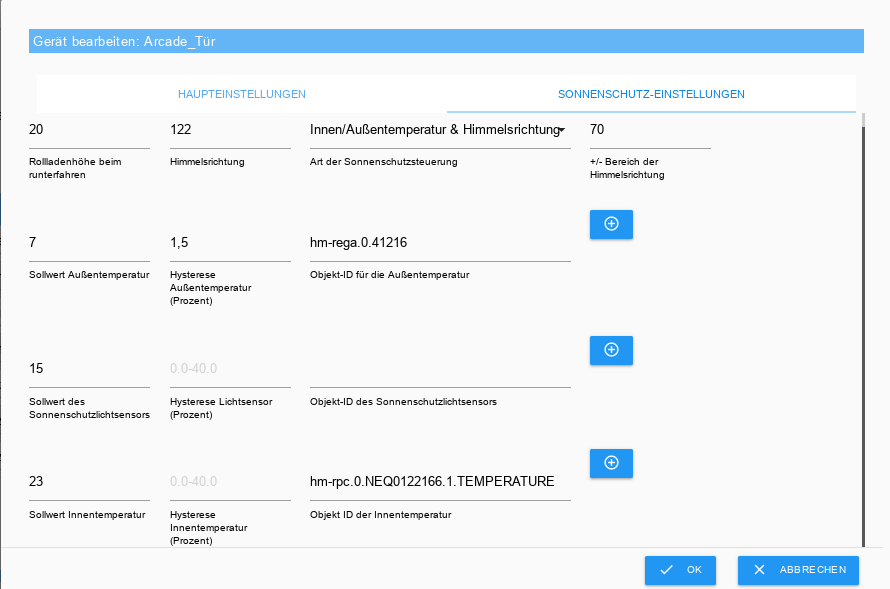 Gerät bearbeiten: Arcade_Tür
HAUPTEINSTELLUNGEN
SONNENSCHUTZ-EINSTELLUNGEN
20
122
Innen/Außentemperatur & Himmelsrichtung
70
Rollladenhöhe beim
runterfahren
Himmelsrichtung
Art der Sonnenschutzsteuerung
+/- Bereich der
Himmelsrichtung
7
1,5
hm-rega.0.41216
Sollwert Außentemperatur
Hysterese
Außentemperatur
(Prozent)
Objekt-ID für die Außentemperatur
15
0.0-40.0
Sollwert des
Sonnenschutzlichtsensors
Hysterese Lichtsensor
(Prozent)
Objekt-ID des Sonnenschutzlichtsensors
23
0.0-40.0
hm-rpc.0.NEQ0122166.1.TEMPERATURE
Sollwert Innentemperatur
Hysterese
Innentemperatur
(Prozent)
Objekt ID der Innentemperatur
OK
ABBRECHEN